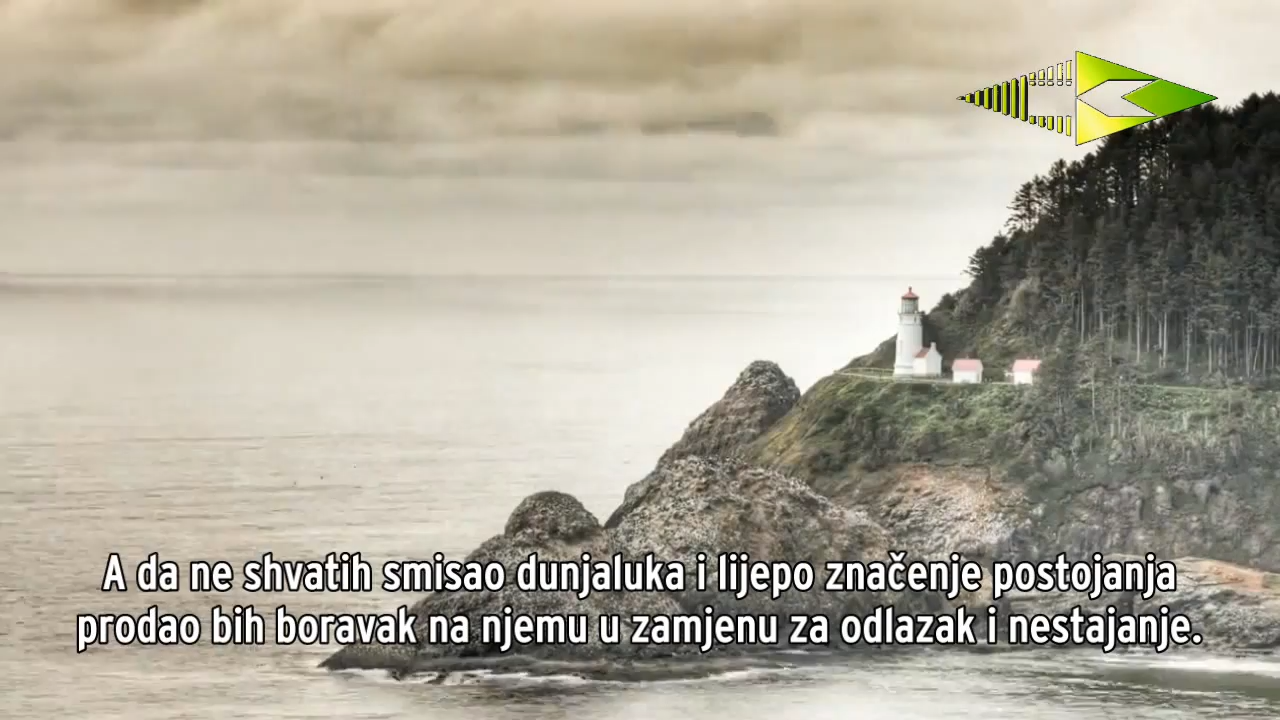 A da ne shvatih smisao dunjaluka i lijepo značenje postojanja
prodao bih boravak na njemu u zamjenu za odlazak i nestajanje.